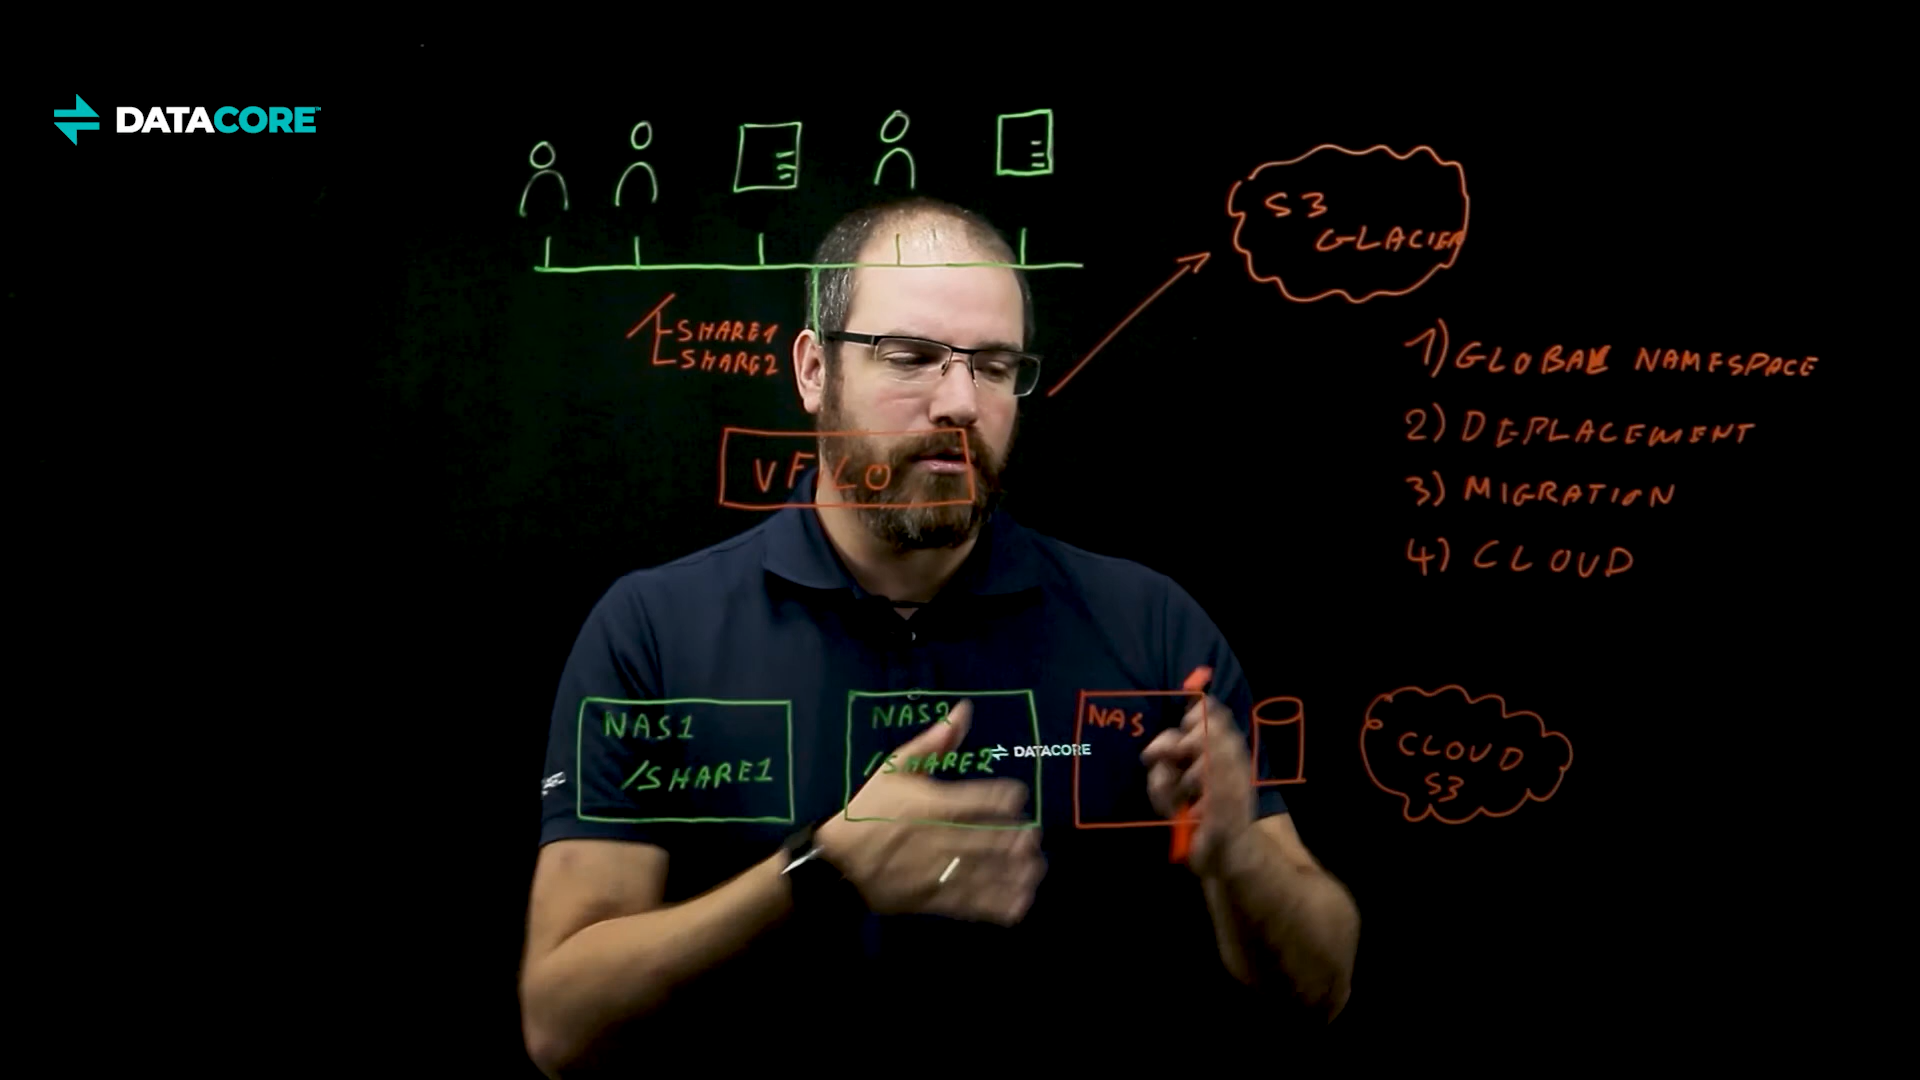 DATACORE
S3
GLACIER
SHARE1
SHARE2
1) GLOBAL NAMESPACE
2) DEPLACEMENT
3) MIGRATION
4) CLOUD
VFILO
NAS1
/SHARE1
NAS2
/SHARE2
DATACORE
NAS
CLOUD
S3